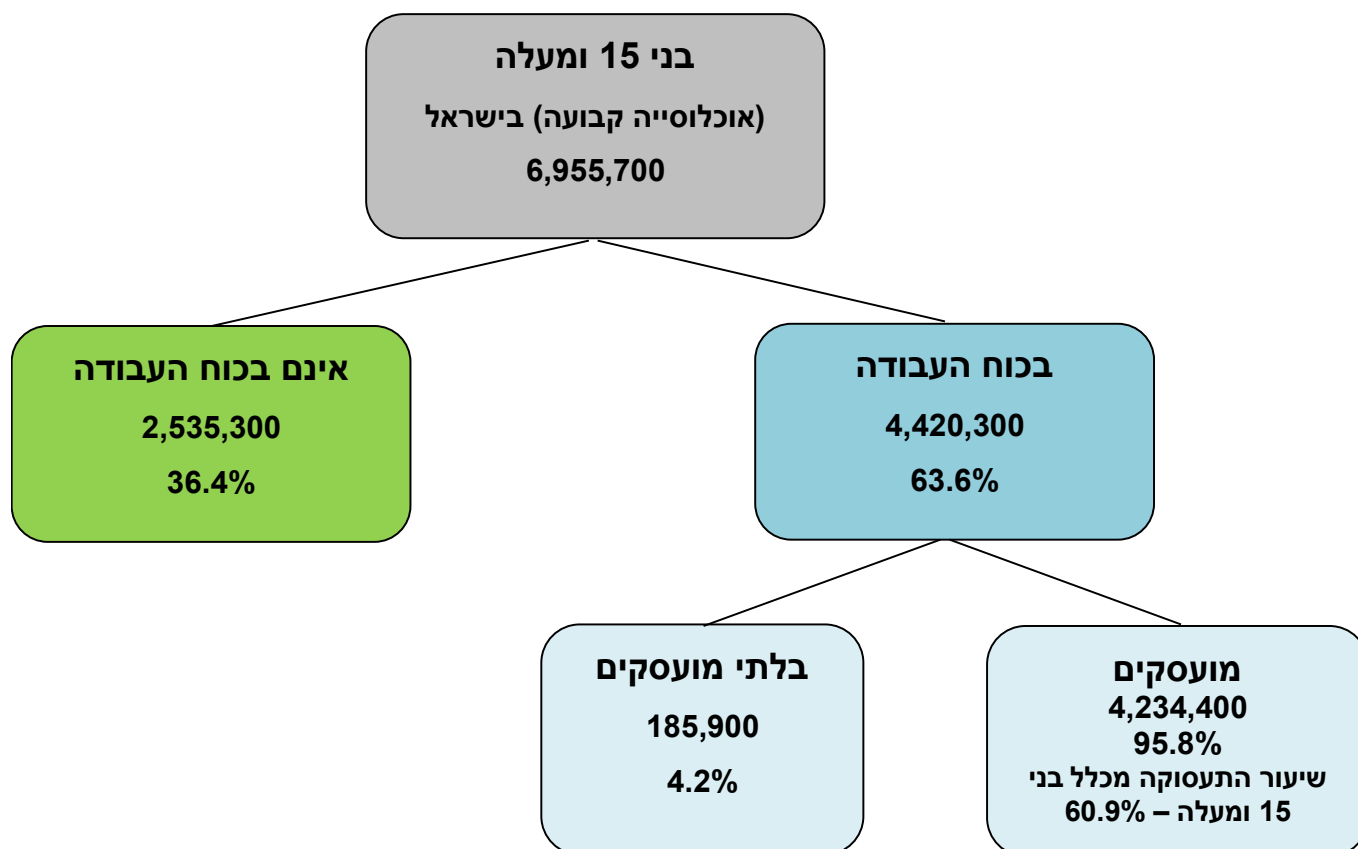 בני 15 ומעלה
(אוכלוסייה קבועה) בישראל
6,955,700
בכוח העבודה
4,420,300
63.6%
אינם בכוח העבודה
2,535,300
36.4%
מועסקים
4,234,400
95.8%
שיעור התעסוקה מכלל בני
15 ומעלה – 60.9%
בלתי מועסקים
185,900
4.2%